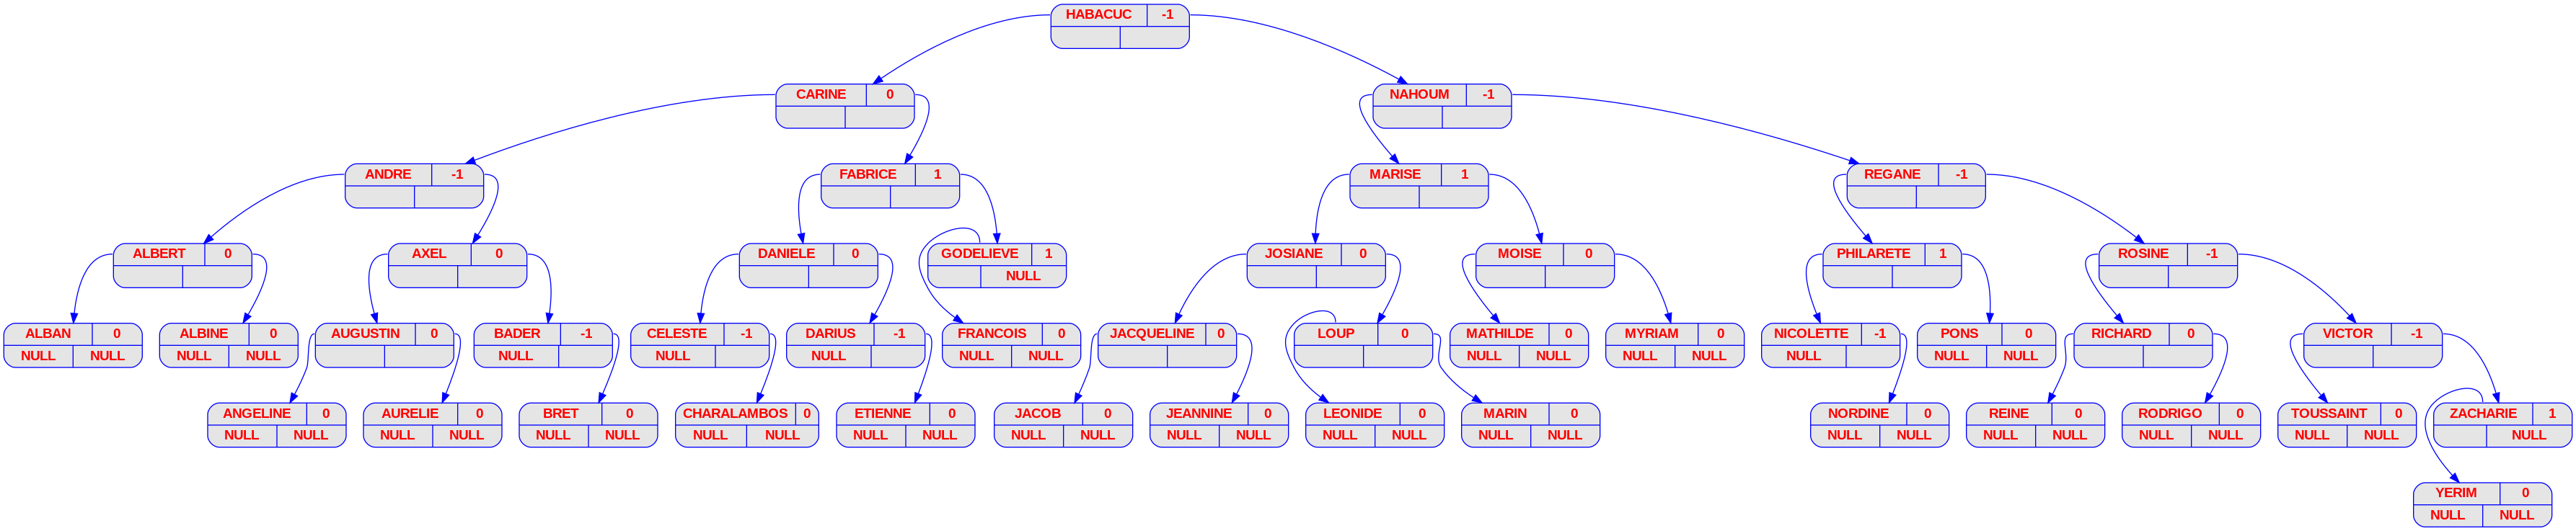 HABACUC -1
CARINE 0
NAHOUM -1
ANDRE -1
FABRICE 1
MARISE 1
REGANE -1
ALBERT 0
AXEL 0
DANIELE 0
GODELIEVE 1
NULL
JOSIANE 0
MOISE 0
PHILARETE 1
ROSINE -1
ALBAN 0
NULL NULL
ALBINE 0
NULL NULL
AUGUSTIN 0
BADER -1
NULL
CELESTE -1
NULL
DARIUS -1
NULL
FRANCOIS 0
NULL NULL
JACQUELINE 0
LOUP 0
MATHILDE 0
NULL NULL
MYRIAM 0
NULL NULL
NICOLETTE -1
NULL
PONS 0
NULL NULL
RICHARD 0
VICTOR -1
ANGELINE 0
NULL NULL
AURELIE 0
NULL NULL
BRET 0
NULL NULL
CHARALAMBOS 0
NULL NULL
ETIENNE 0
NULL NULL
JACOB 0
NULL NULL
JEANNINE 0
NULL NULL
LEONIDE 0
NULL NULL
MARIN 0
NULL NULL
NORDINE 0
NULL NULL
REINE 0
NULL NULL
RODRIGO 0
NULL NULL
TOUSSAINT 0
NULL NULL
ZACHARIE 1
NULL
YERIM 0
NULL NULL